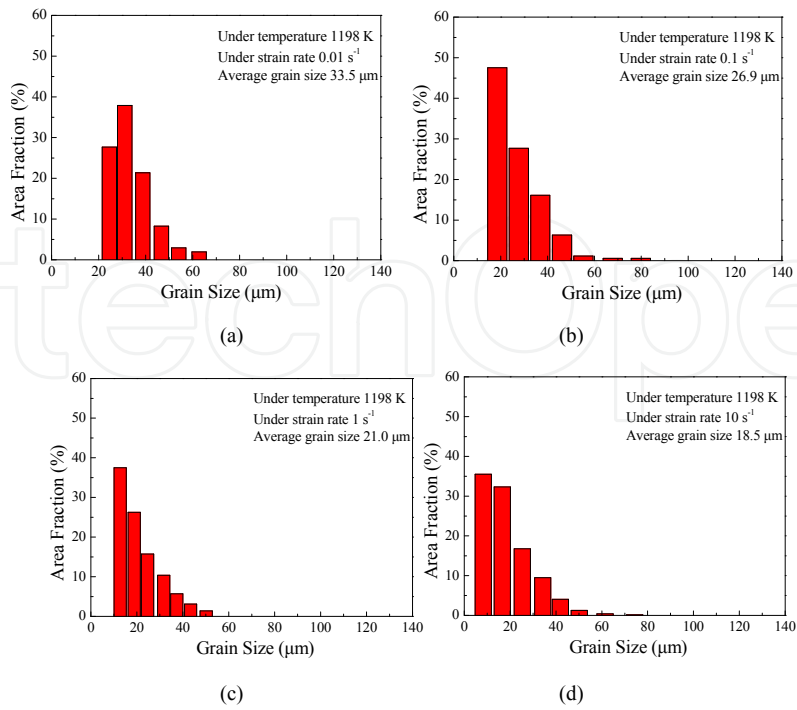 60
50
40
30
20
10
0
Area Fraction (%)
Under temperature 1198 K
Under strain rate 0.01 s⁻¹
Average grain size 33.5 μm
0 20 40 60 80 100 120 140
Grain Size (μm)
(a)
60
50
40
30
20
10
0
Area Fraction (%)
Under temperature 1198 K
Under strain rate 0.1 s⁻¹
Average grain size 26.9 μm
0 20 40 60 80 100 120 140
Grain Size (μm)
(b)
60
50
40
30
20
10
0
Area Fraction (%)
Under temperature 1198 K
Under strain rate 1 s⁻¹
Average grain size 21.0 μm
0 20 40 60 80 100 120 140
Grain Size (μm)
(c)
60
50
40
30
20
10
0
Area Fraction (%)
Under temperature 1198 K
Under strain rate 10 s⁻¹
Average grain size 18.5 μm
0 20 40 60 80 100 120 140
Grain Size (μm)
(d)
techOpe